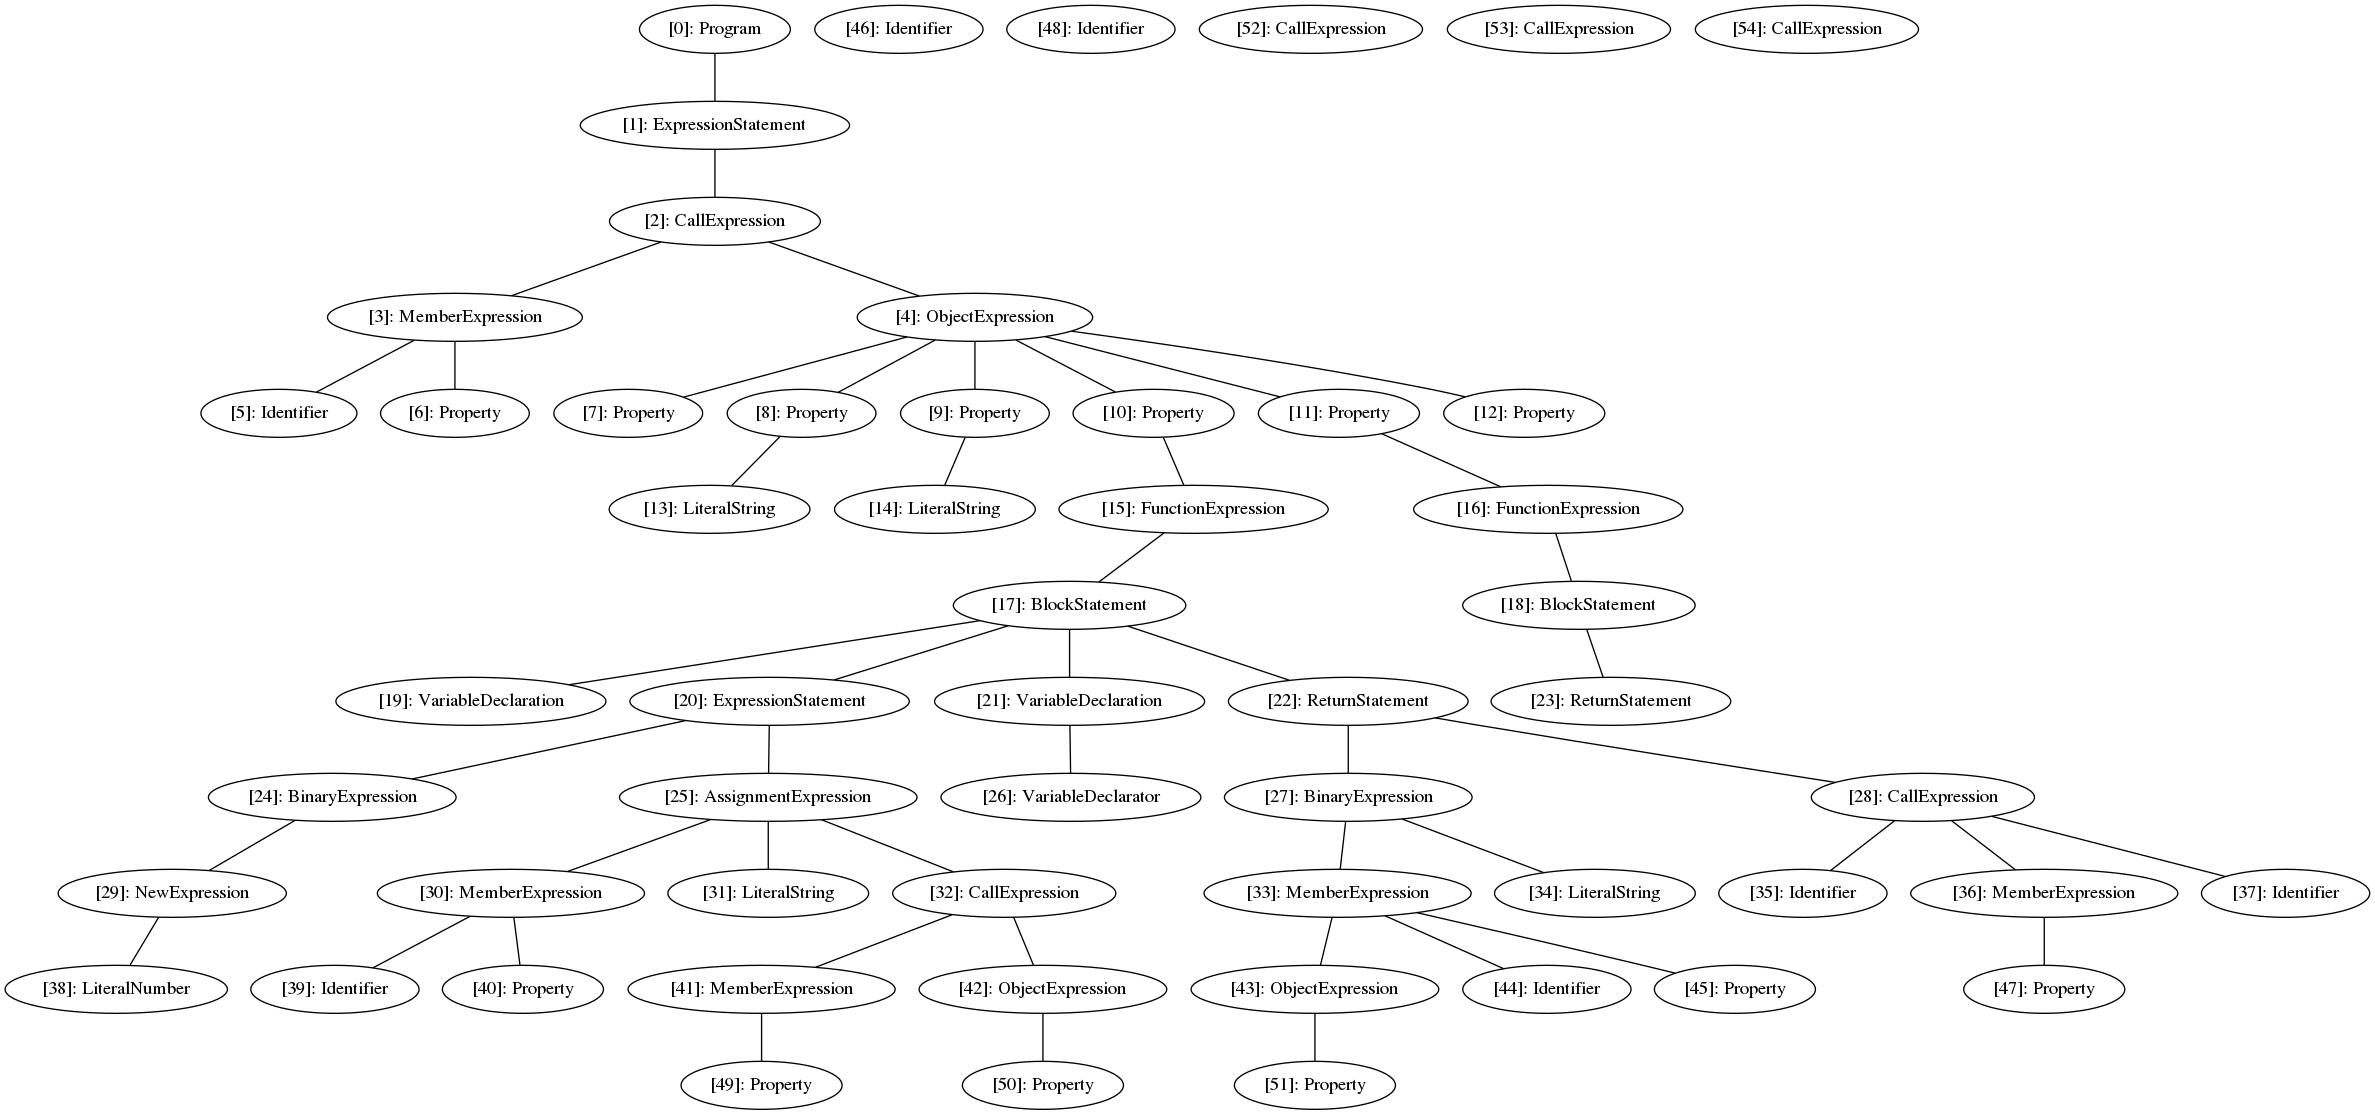 [0]: Program
[46]: Identifier
[48]: Identifier
[52]: CallExpression
[53]: CallExpression
[54]: CallExpression
[1]: ExpressionStatement
[2]: CallExpression
[3]: MemberExpression
[4]: ObjectExpression
[5]: Identifier
[6]: Property
[7]: Property
[8]: Property
[9]: Property
[10]: Property
[11]: Property
[12]: Property
[13]: LiteralString
[14]: LiteralString
[15]: FunctionExpression
[16]: FunctionExpression
[17]: BlockStatement
[18]: BlockStatement
[19]: VariableDeclaration
[20]: ExpressionStatement
[21]: VariableDeclaration
[22]: ReturnStatement
[23]: ReturnStatement
[24]: BinaryExpression
[25]: AssignmentExpression
[26]: VariableDeclarator
[27]: BinaryExpression
[28]: CallExpression
[29]: NewExpression
[30]: MemberExpression
[31]: LiteralString
[32]: CallExpression
[33]: MemberExpression
[34]: LiteralString
[35]: Identifier
[36]: MemberExpression
[37]: Identifier
[38]: LiteralNumber
[39]: Identifier
[40]: Property
[41]: MemberExpression
[42]: ObjectExpression
[43]: ObjectExpression
[44]: Identifier
[45]: Property
[47]: Property
[49]: Property
[50]: Property
[51]: Property